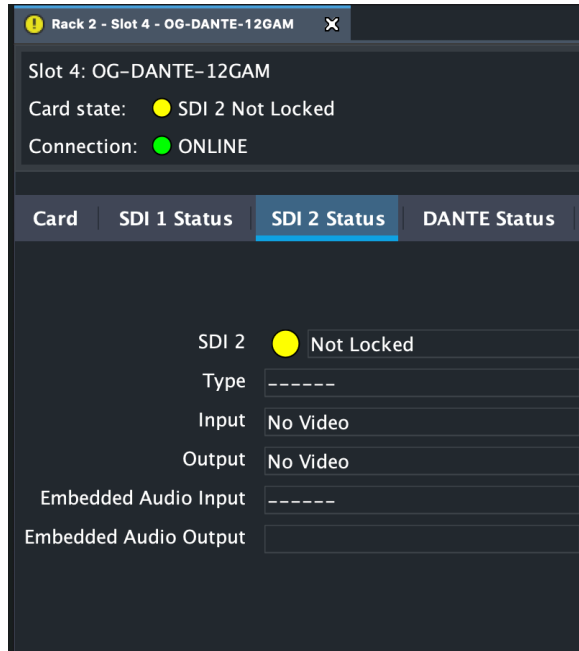 Rack 2 - Slot 4 - OG-DANTE-12GAM
Slot 4: OG-DANTE-12GAM
Card state: SDI 2 Not Locked
Connection: ONLINE
Card SDI 1 Status SDI 2 Status DANTE Status
SDI 2 Not Locked
Type ------
Input No Video
Output No Video
Embedded Audio Input ------
Embedded Audio Output